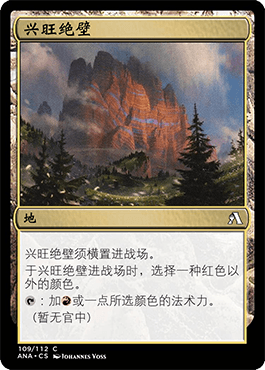 兴旺绝壁
地
兴旺绝壁须横置进战场。
于兴旺绝壁进战场时，选择一种红色以
外的颜色。
：加或一点所选颜色的法术力。
（暂无官中）
109/112 C
ANA • CS Johannes Voss